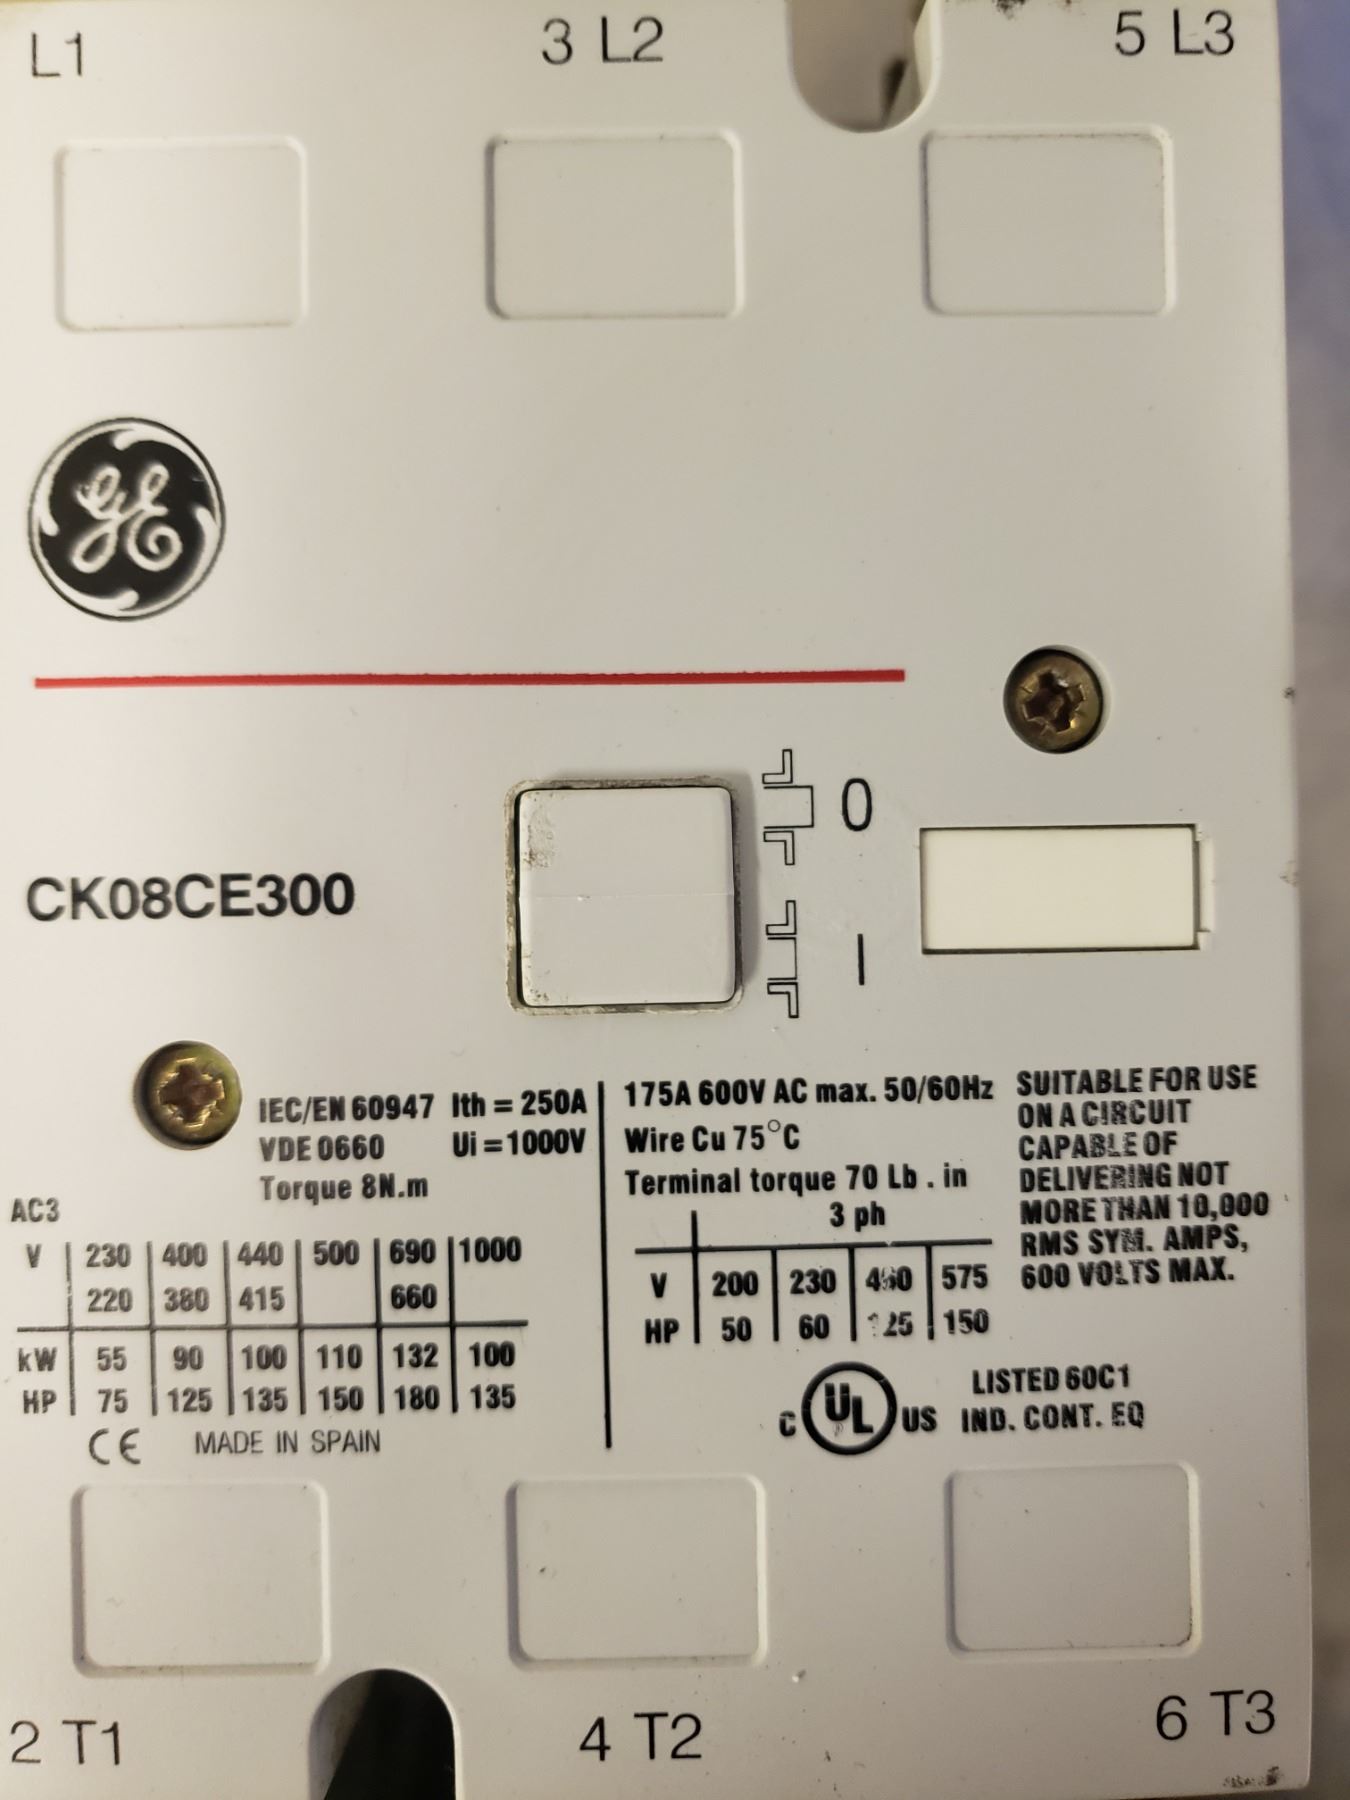 L1 3 L2 5 L3
GE
0
CK08CE300
I
IEC/EN 60947 Ith = 250A
VDE 0660 Ui = 1000V
Torque 8N.m
AC3
V 230 400 440 500 690 1000
220 380 415 660
kW 55 90 100 110 132 100
HP 75 125 135 150 180 135
CE MADE IN SPAIN
175A 600V AC max. 50/60Hz
Wire Cu 75°C
Terminal torque 70 Lb . in
3 ph
V 200 230 460 575
HP 50 60 125 150
SUITABLE FOR USE
ON A CIRCUIT
CAPABLE OF
DELIVERING NOT
MORE THAN 10,000
RMS SYM. AMPS,
600 VOLTS MAX.
C UL US LISTED 60C1
IND. CONT. EQ
2 T1 4 T2 6 T3